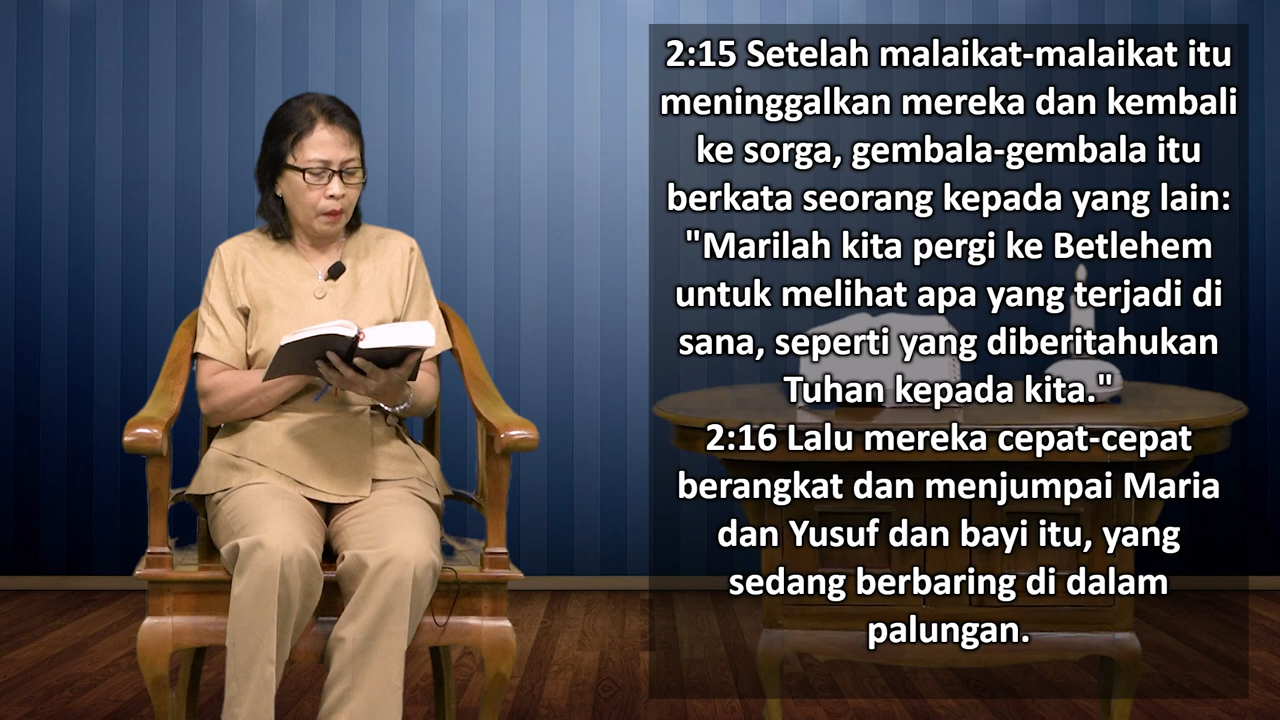 2:15 Setelah malaikat-malaikat itu
meninggalkan mereka dan kembali
ke sorga, gembala-gembala itu
berkata seorang kepada yang lain:
"Marilah kita pergi ke Betlehem
untuk melihat apa yang terjadi di
sana, seperti yang diberitahukan
Tuhan kepada kita."
2:16 Lalu mereka cepat-cepat
berangkat dan menjumpai Maria
dan Yusuf dan bayi itu, yang
sedang berbaring di dalam
palungan.